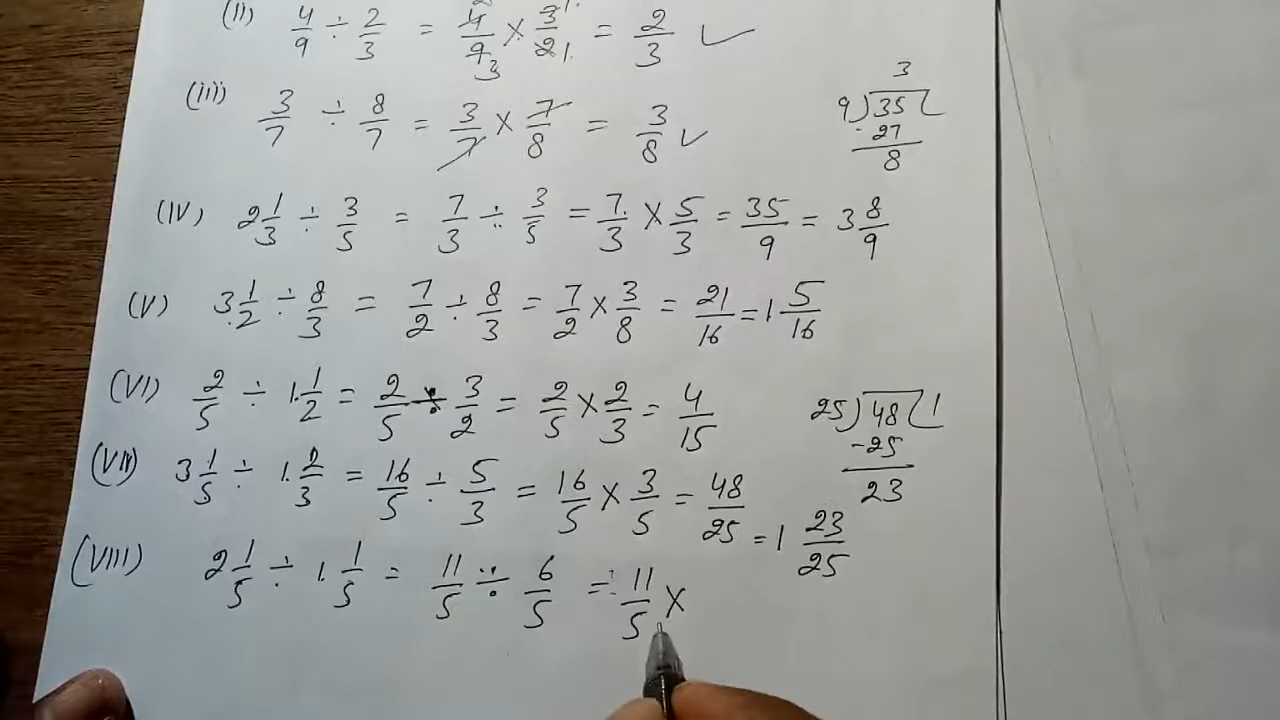 (ii) 4/9 ÷ 2/3 = 4/9 × 3/2 = 2/3 ✓
2 1 3 1
(iii) 3/7 ÷ 8/7 = 3/7 × 7/8 = 3/8 ✓
(iv) 2 1/3 ÷ 3/5 = 7/3 ÷ 3/5 = 7/3 × 5/3 = 35/9 = 3 8/9
(v) 3 1/2 ÷ 8/3 = 7/2 ÷ 8/3 = 7/2 × 3/8 = 21/16 = 1 5/16
(vi) 2/5 ÷ 1 1/2 = 2/5 ÷ 3/2 = 2/5 × 2/3 = 4/15
(vii) 3 1/5 ÷ 1 2/3 = 16/5 ÷ 5/3 = 16/5 × 3/5 = 48/25 = 1 23/25
(viii) 2 1/5 ÷ 1 1/5 = 11/5 ÷ 6/5 = 11/5 ×
3
9)35(
27
8
25)48(1
-25
23